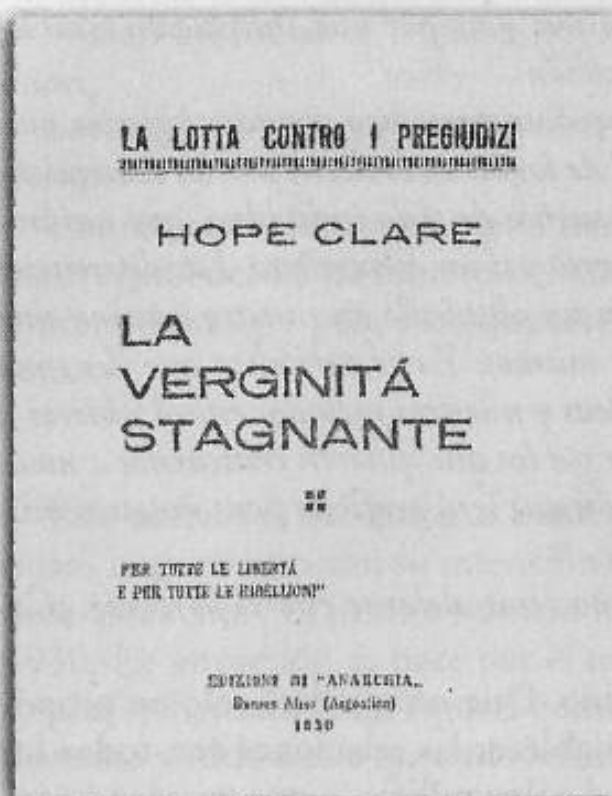 LA LOTTA CONTRO I PREGIUDIZI
HOPE CLARE
LA
VERGINITÁ
STAGNANTE
PER TUTTE LE LIBERTÁ
E PER TUTTE LE RIBELLIONI"
EDIZIONI DI "ANARCHIA„
Buenos Aires (Argentina)
1930